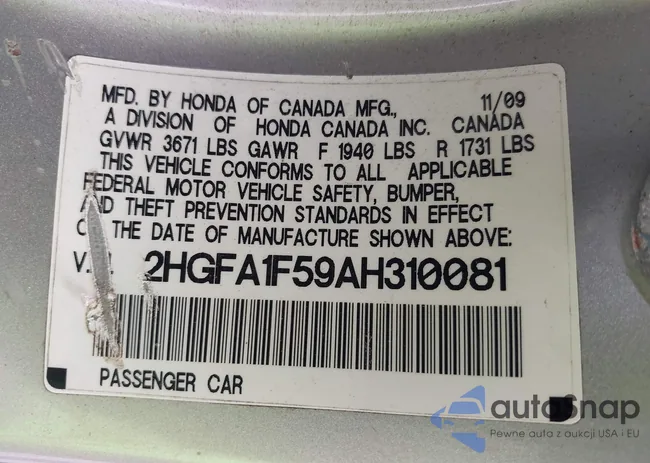 MFD. BY HONDA OF CANADA MFG., 11/09
A DIVISION OF HONDA CANADA INC. CANADA
GVWR 3671 LBS GAWR F 1940 LBS R 1731 LBS
THIS VEHICLE CONFORMS TO ALL APPLICABLE
FEDERAL MOTOR VEHICLE SAFETY, BUMPER,
AND THEFT PREVENTION STANDARDS IN EFFECT
ON THE DATE OF MANUFACTURE SHOWN ABOVE:
V.I.N. 2HGFA1F59AH310081
PASSENGER CAR
autoSnap
Pewne auta z aukcji USA i EU